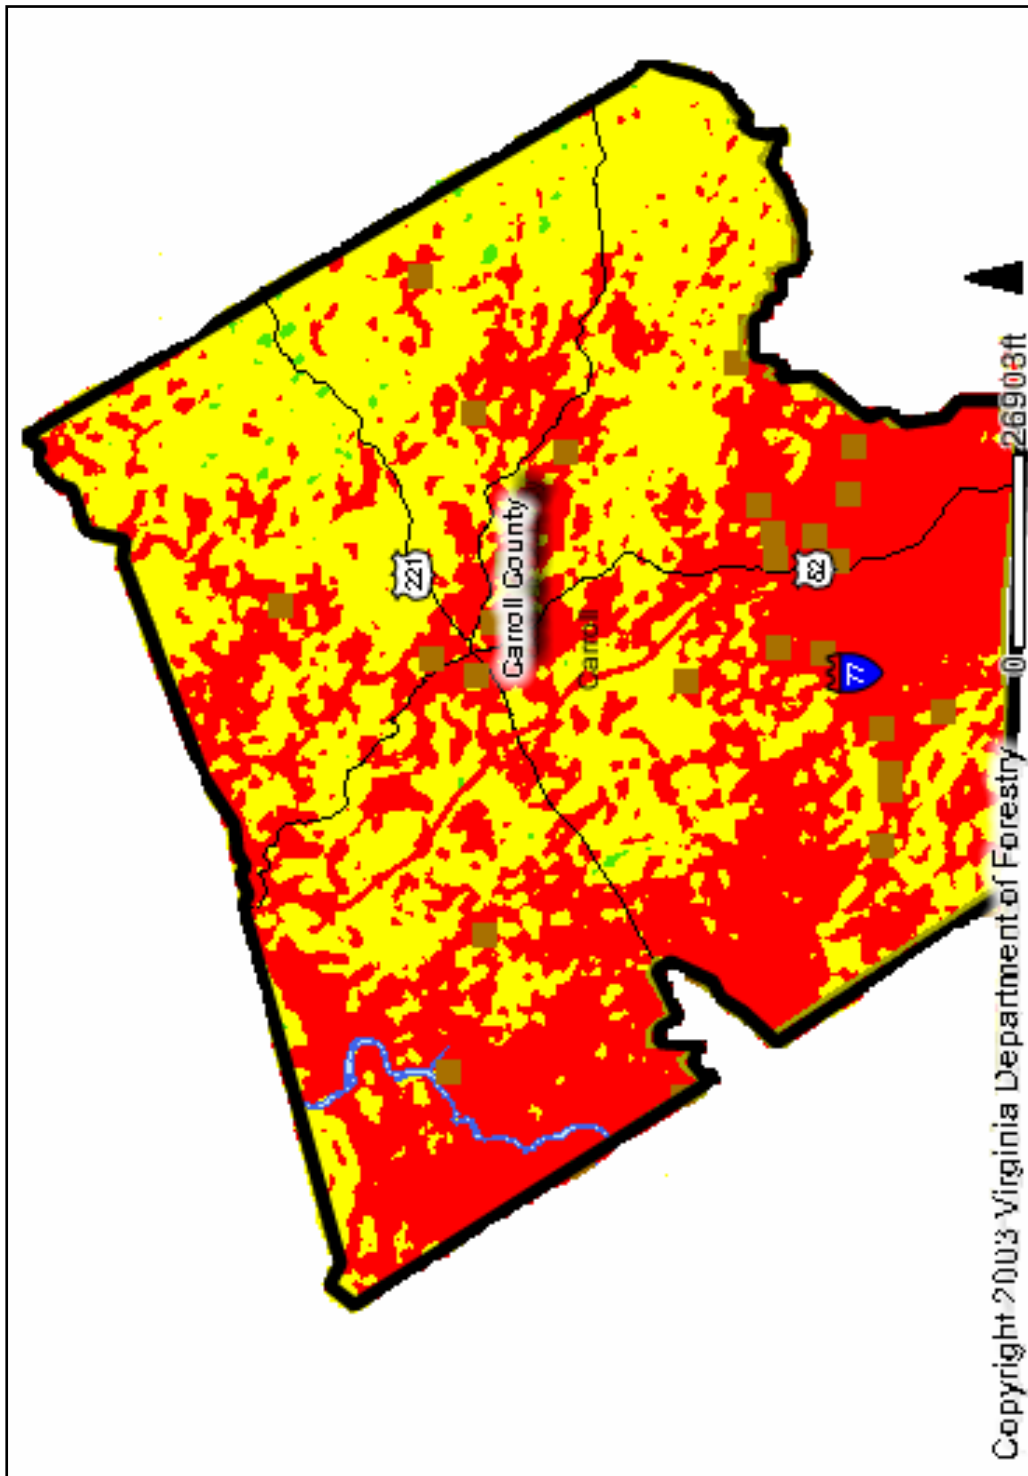 221
Carroll County
Carroll
52
77
0
26903ft
Copyright 2003 Virginia Department of Forestry